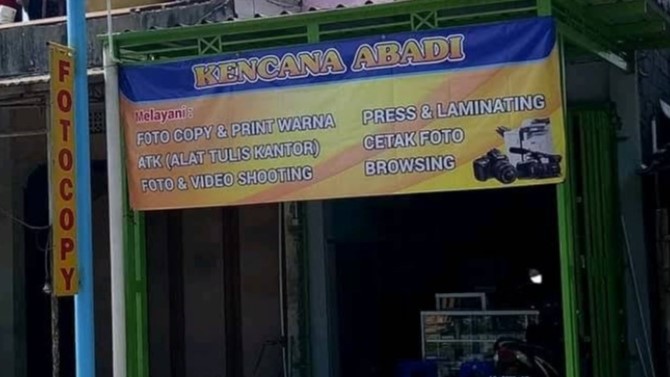 FOTOCOPY
KENCANA ABADI
Melayani :
FOTO COPY & PRINT WARNA
ATK (ALAT TULIS KANTOR)
FOTO & VIDEO SHOOTING
PRESS & LAMINATING
CETAK FOTO
BROWSING